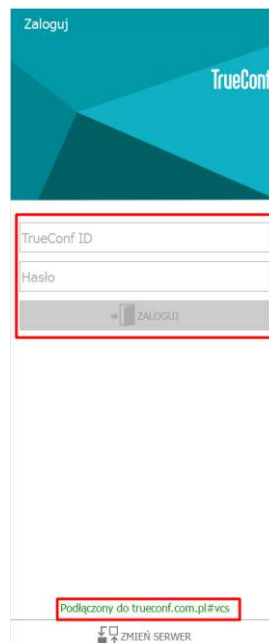 Zaloguj
TrueConf
TrueConf ID
Hasło
ZALOGUJ
Podłączony do trueconf.com.pl#vcs
ZMIEŃ SERWER